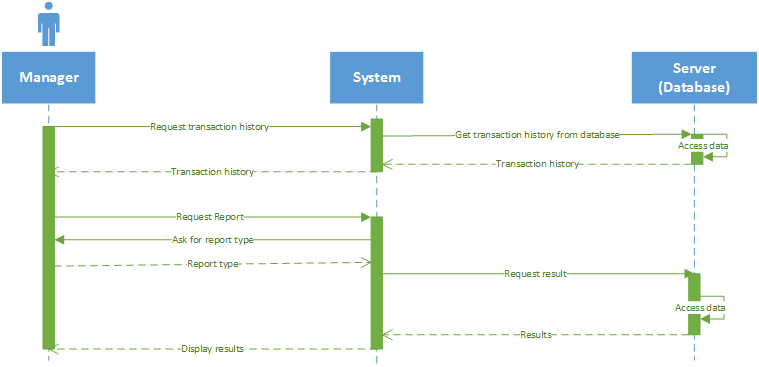 Manager
System
Server
(Database)
Request transaction history
Get transaction history from database
Access data
Transaction history
Transaction history
Request Report
Ask for report type
Report type
Request result
Access data
Results
Display results